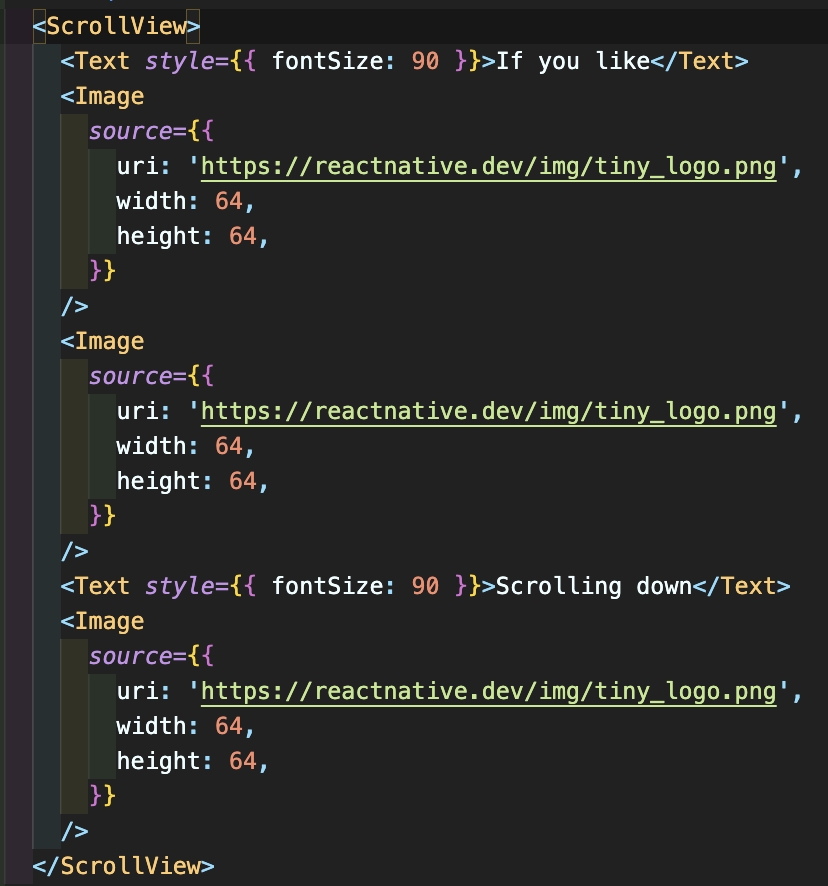 <ScrollView>
<Text style={{ fontSize: 90 }}>If you like</Text>
<Image
source={{
uri: 'https://reactnative.dev/img/tiny_logo.png',
width: 64,
height: 64,
}}
/>
<Image
source={{
uri: 'https://reactnative.dev/img/tiny_logo.png',
width: 64,
height: 64,
}}
/>
<Text style={{ fontSize: 90 }}>Scrolling down</Text>
<Image
source={{
uri: 'https://reactnative.dev/img/tiny_logo.png',
width: 64,
height: 64,
}}
/>
</ScrollView>